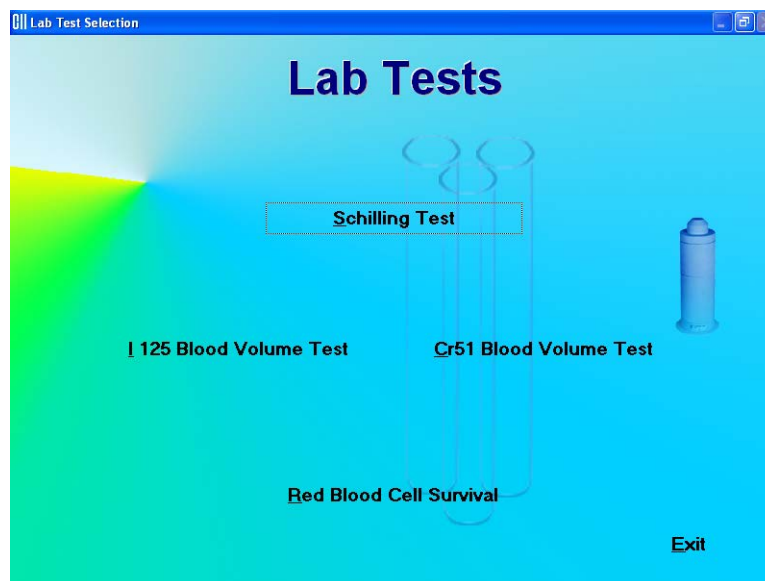 Lab Test Selection
Lab Tests
Schilling Test
I 125 Blood Volume Test
Cr51 Blood Volume Test
Red Blood Cell Survival
Exit